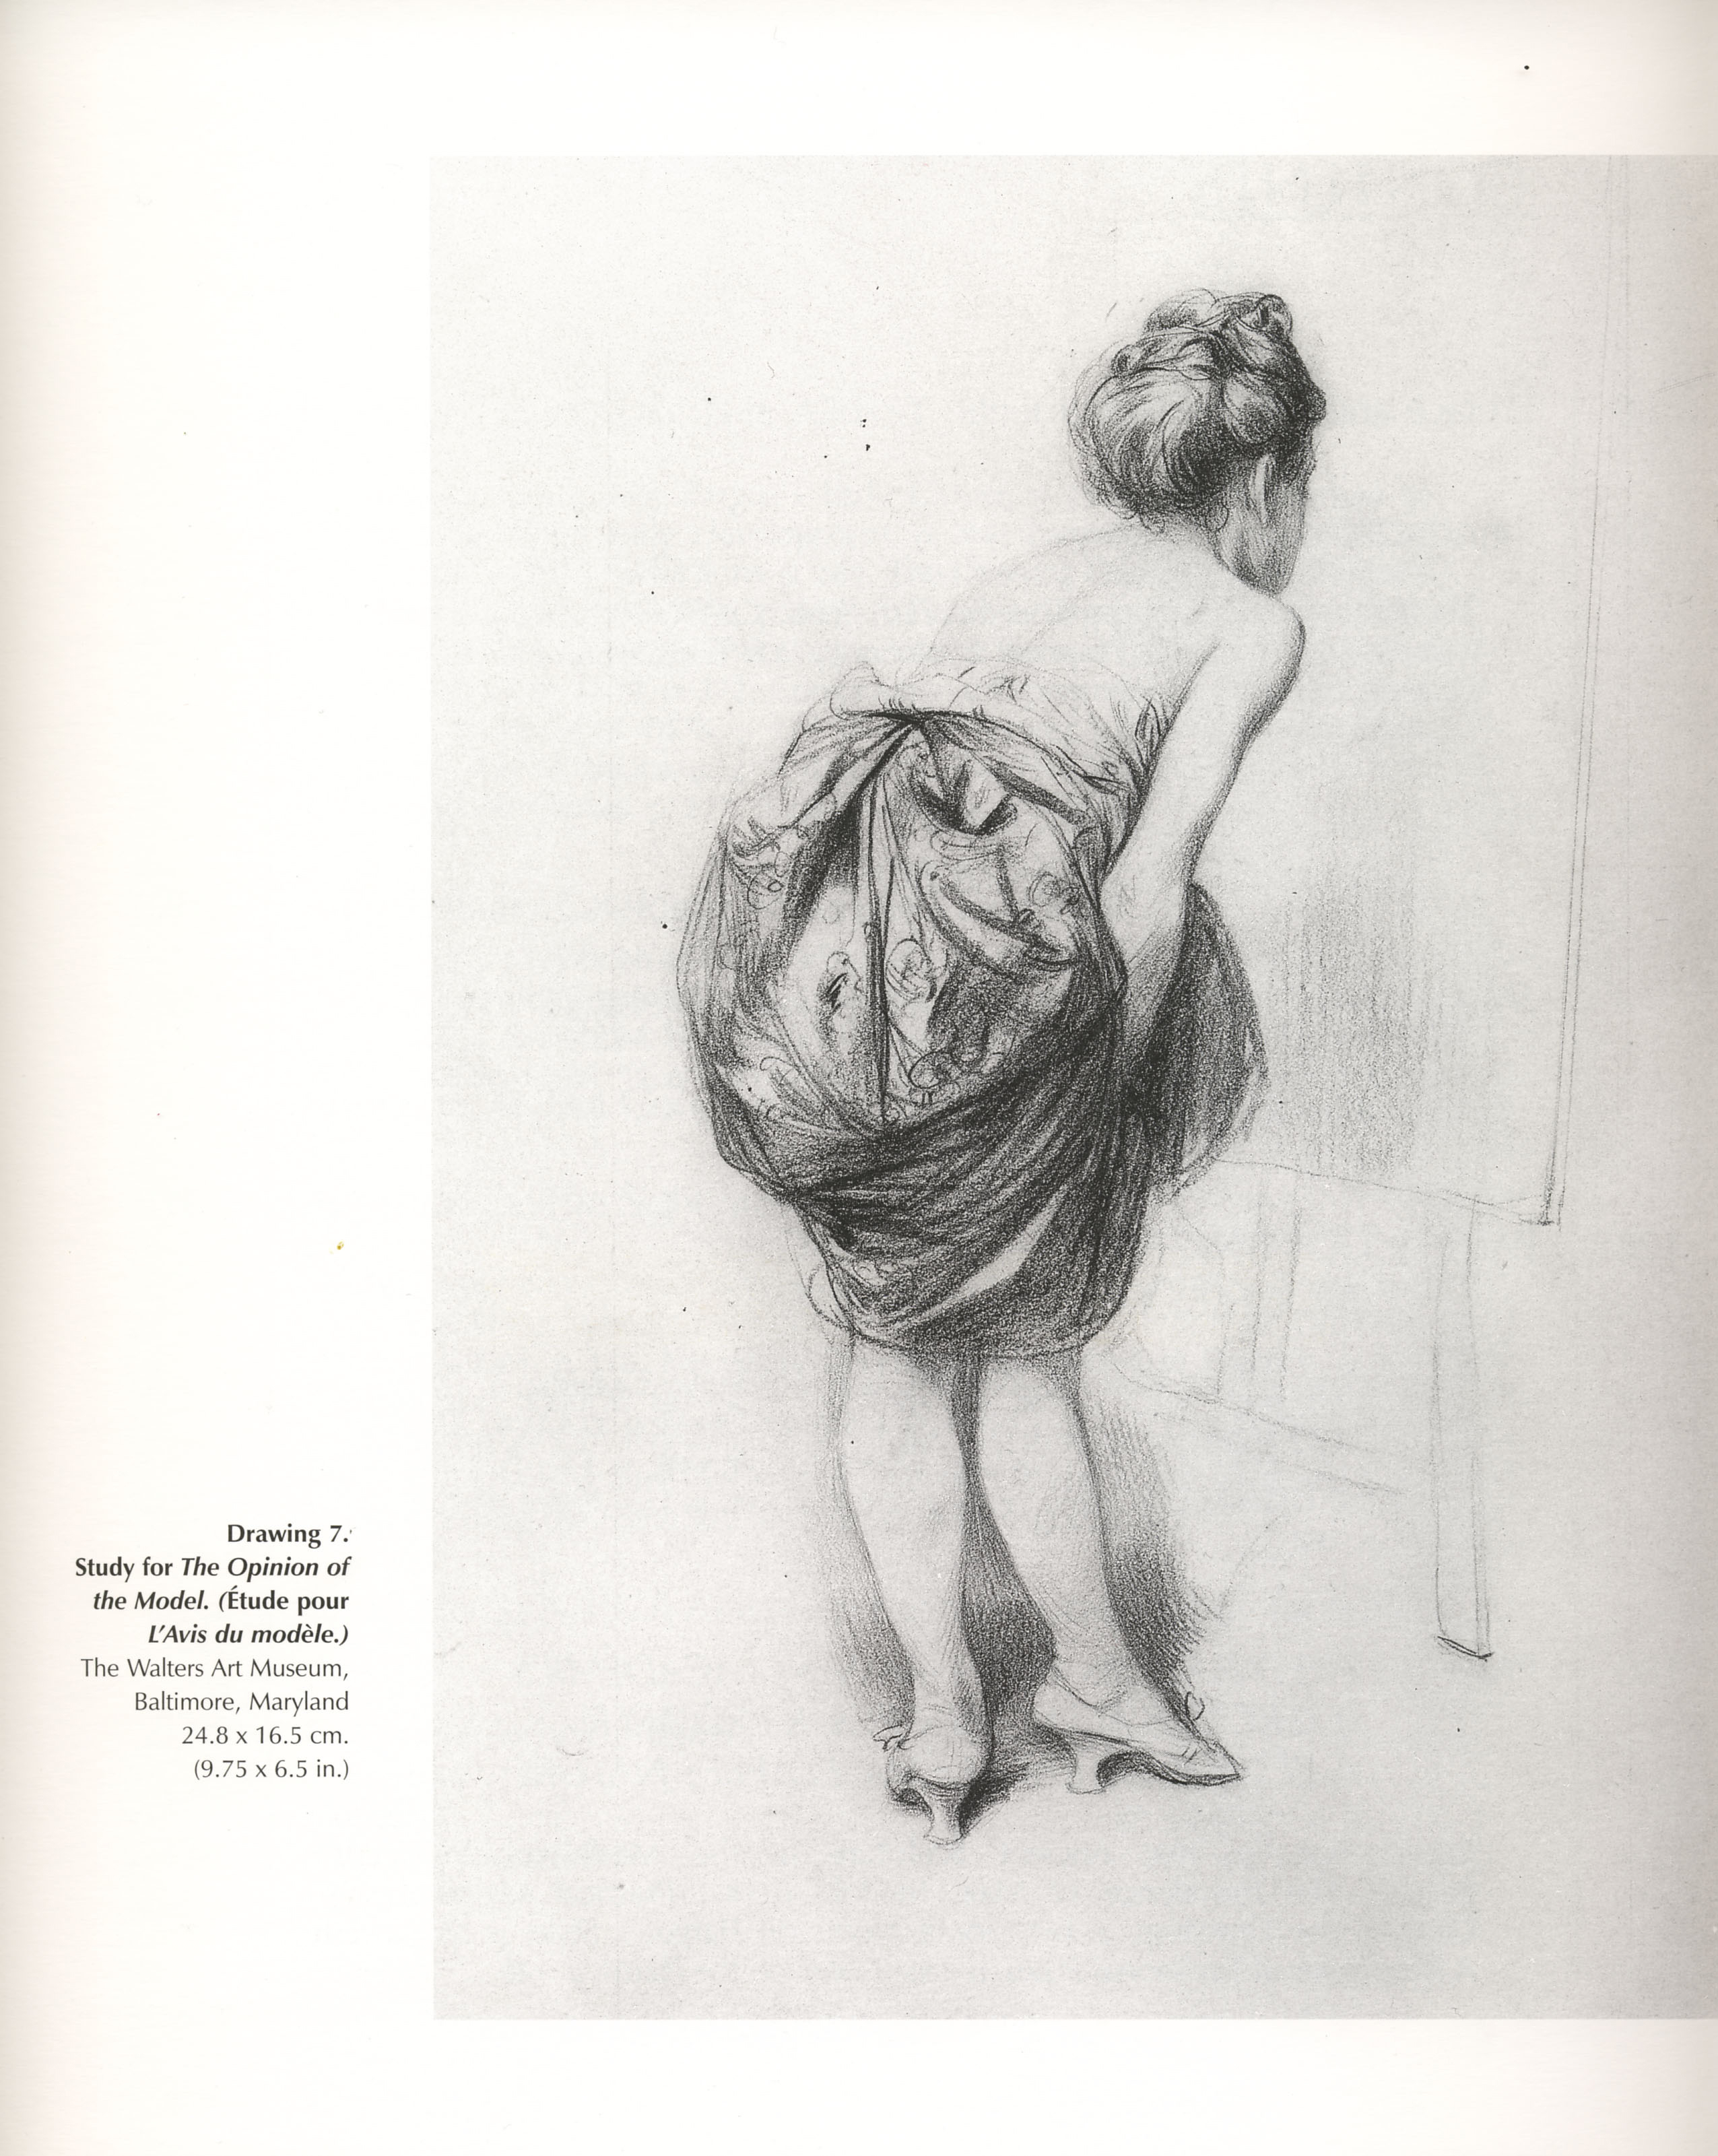 Drawing 7.
Study for The Opinion of
the Model. (Étude pour
L'Avis du modèle.)
The Walters Art Museum,
Baltimore, Maryland
24.8 x 16.5 cm.
(9.75 x 6.5 in.)